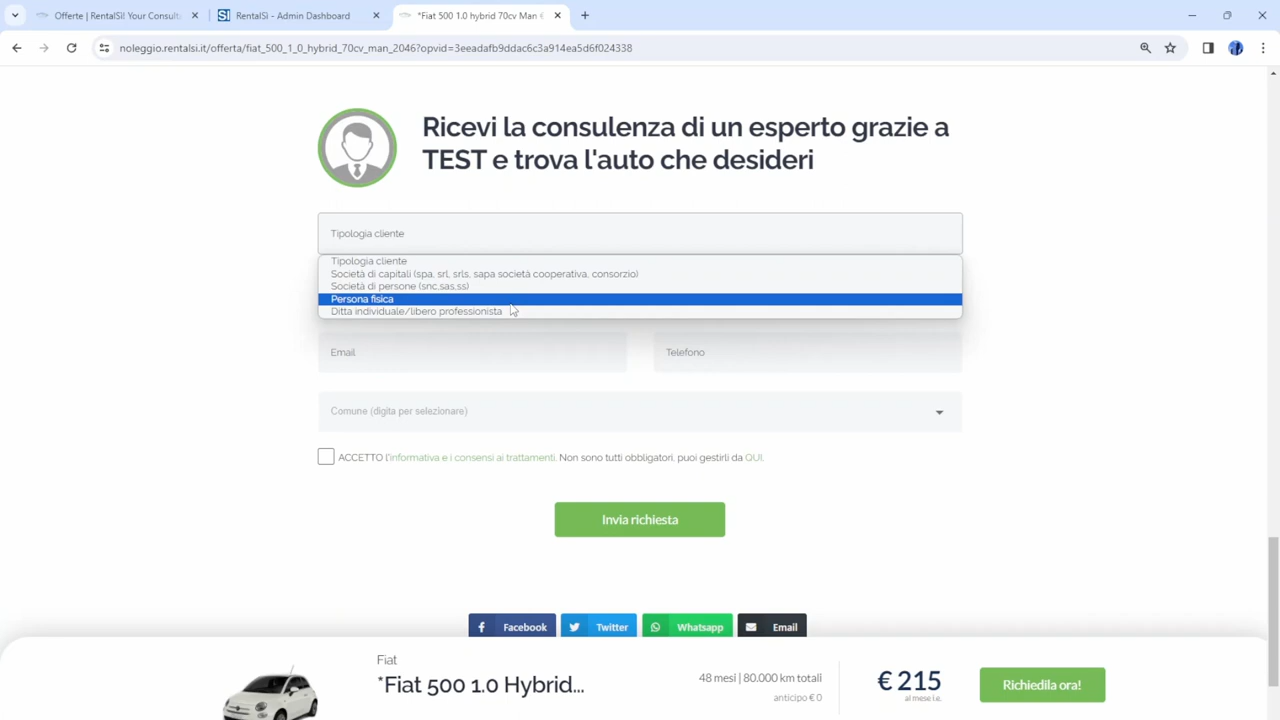 Offerte | RentalSì! Your Consult
RentalSì - Admin Dashboard
*Fiat 500 1.0 hybrid 70cv Man €
noleggio.rentalsi.it/offerta/fiat_500_1_0_hybrid_70cv_man_2046?opvid=3eeadafb9ddac6c3a914ea5d6f024338
Ricevi la consulenza di un esperto grazie a
TEST e trova l'auto che desideri
Tipologia cliente
Tipologia cliente
Società di capitali (spa, srl, srls, sapa società cooperativa, consorzio)
Società di persone (snc,sas,ss)
Persona fisica
Ditta individuale/libero professionista
Email
Telefono
Comune (digita per selezionare)
ACCETTO l'informativa e i consensi ai trattamenti. Non sono tutti obbligatori, puoi gestirli da QUI.
Invia richiesta
Facebook
Twitter
Whatsapp
Email
Fiat
*Fiat 500 1.0 Hybrid...
48 mesi | 80.000 km totali
anticipo € 0
€ 215
al mese i.e.
Richiedila ora!